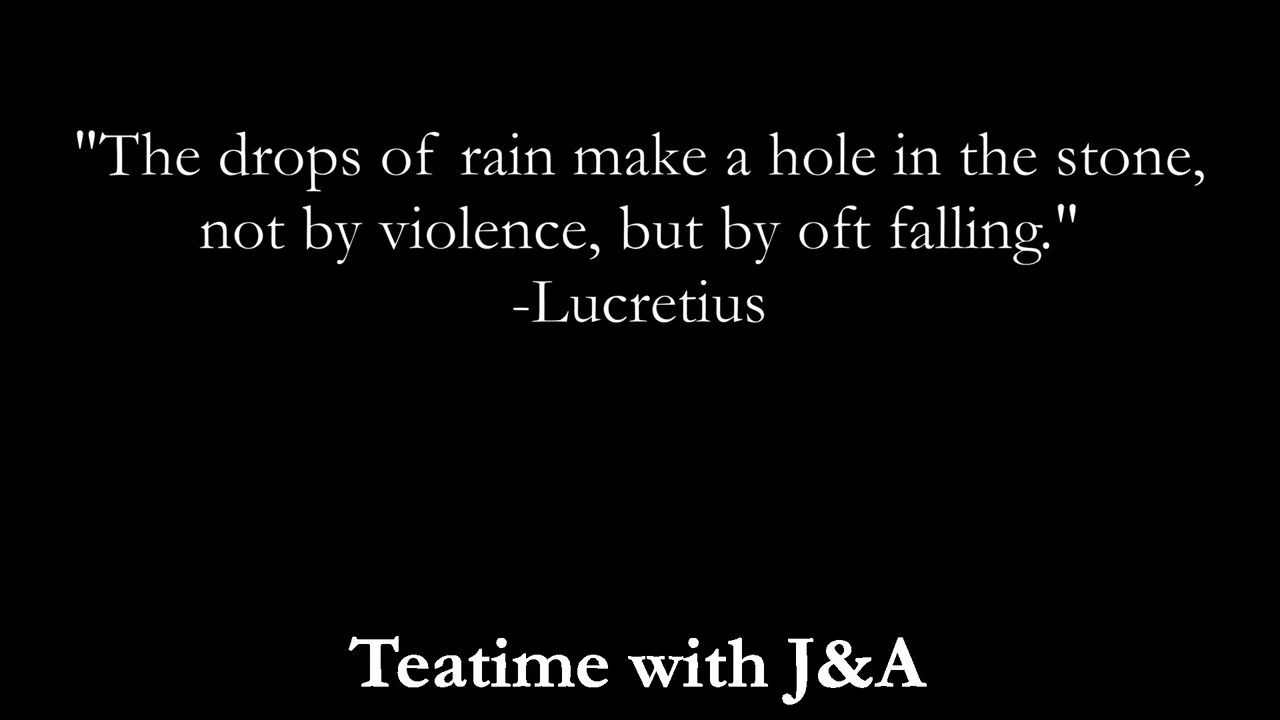 "The drops of rain make a hole in the stone,
not by violence, but by oft falling."
-Lucretius
Teatime with J&A